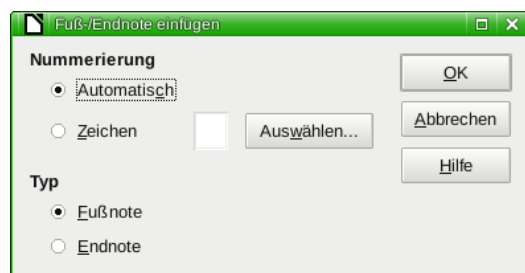 Fuß-/Endnote einfügen
Nummerierung
Automatisch
Zeichen
Auswählen...
Typ
Fußnote
Endnote
OK
Abbrechen
Hilfe